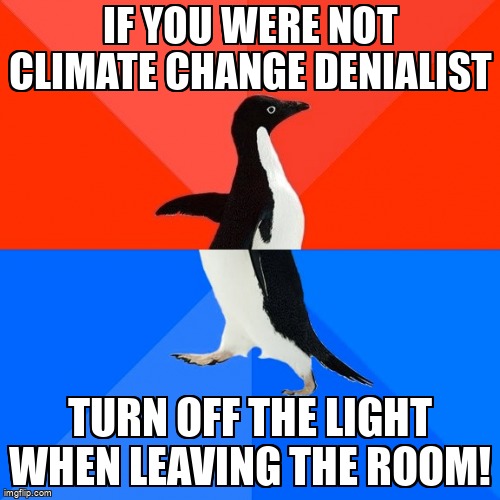 IF YOU WERE NOT
CLIMATE CHANGE DENIALIST
TURN OFF THE LIGHT
WHEN LEAVING THE ROOM!
imgflip.com